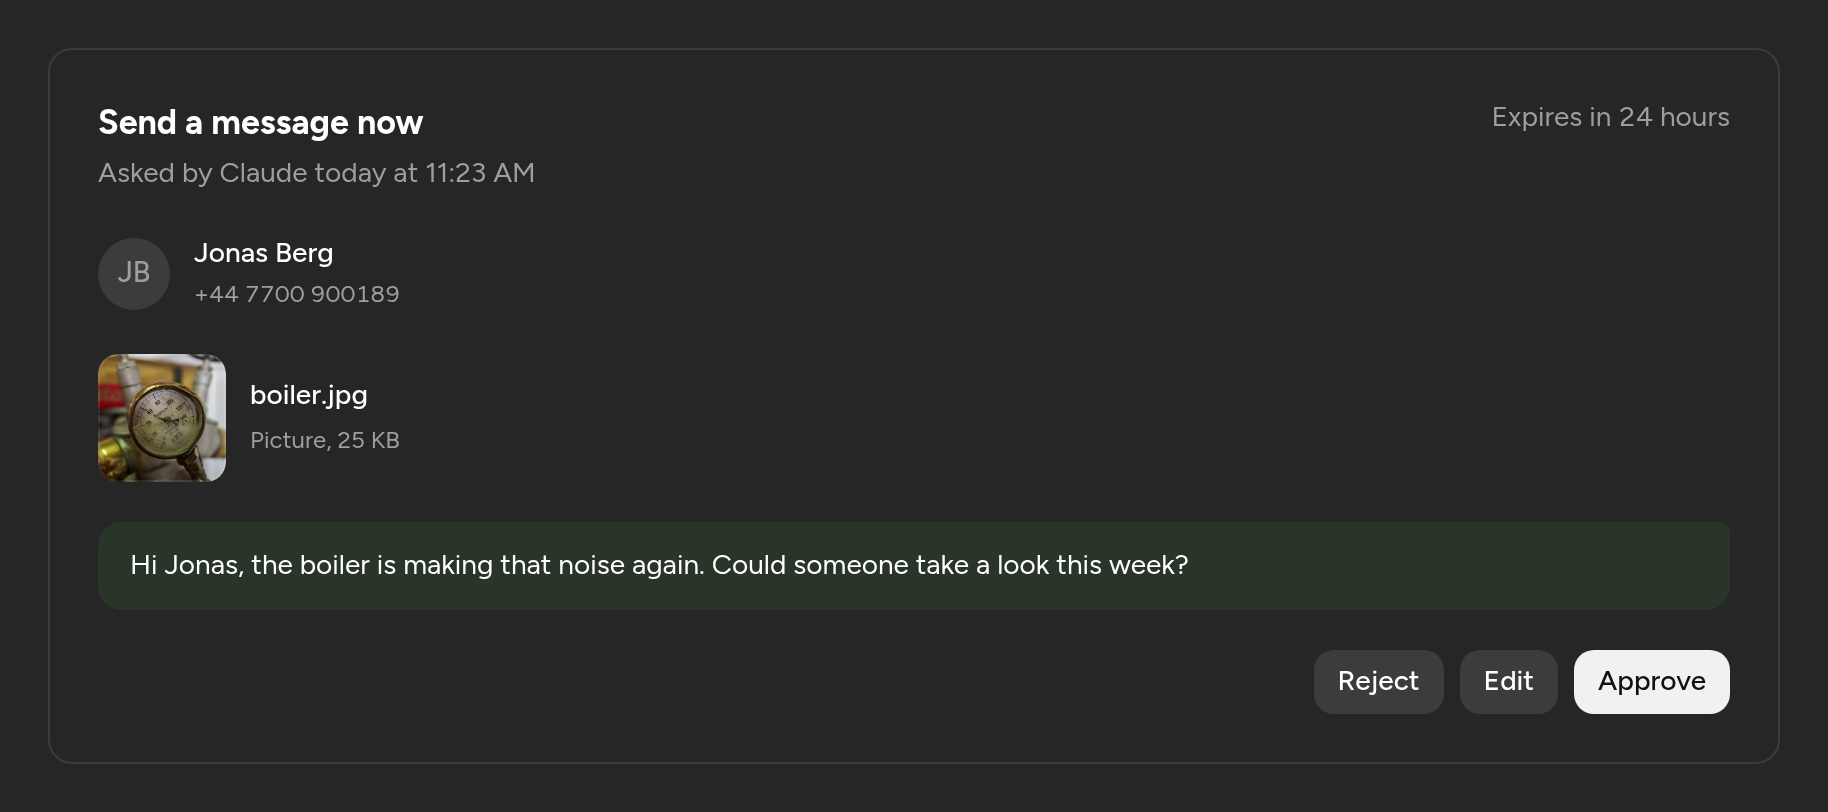 Send a message now
Expires in 24 hours
Asked by Claude today at 11:23 AM
JB
Jonas Berg
+44 7700 900189
boiler.jpg
Picture, 25 KB
Hi Jonas, the boiler is making that noise again. Could someone take a look this week?
Reject
Edit
Approve